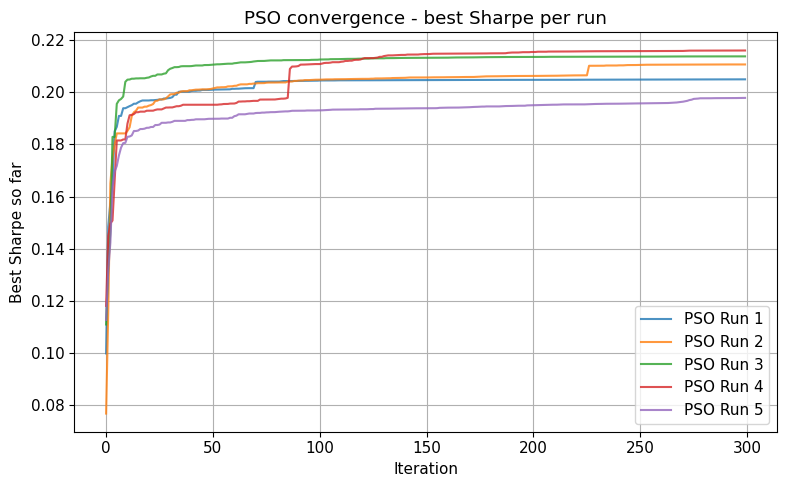 PSO convergence - best Sharpe per run
Best Sharpe so far
0.22
0.20
0.18
0.16
0.14
0.12
0.10
0.08
PSO Run 1
PSO Run 2
PSO Run 3
PSO Run 4
PSO Run 5
0 50 100 150 200 250 300
Iteration